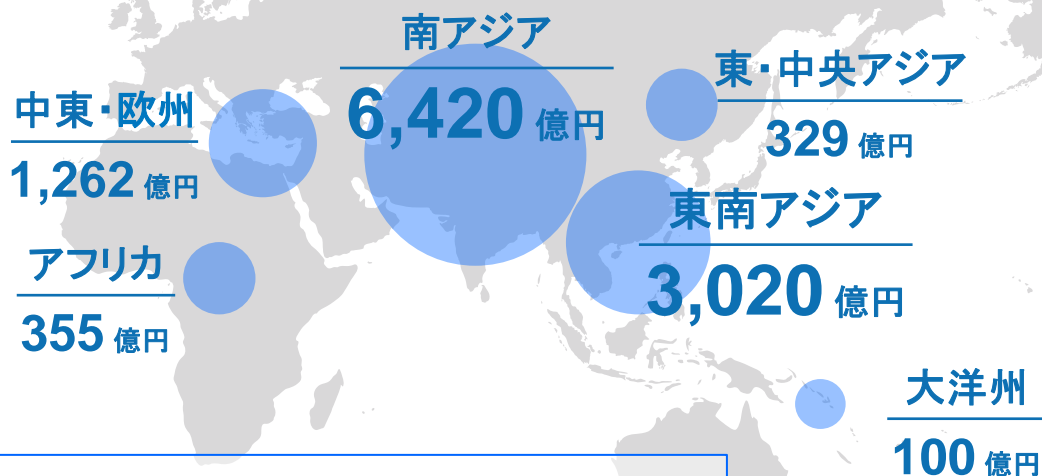 南アジア
6,420 億円
東・中央アジア
329 億円
中東・欧州
1,262 億円
東南アジア
3,020 億円
アフリカ
355 億円
大洋州
100 億円